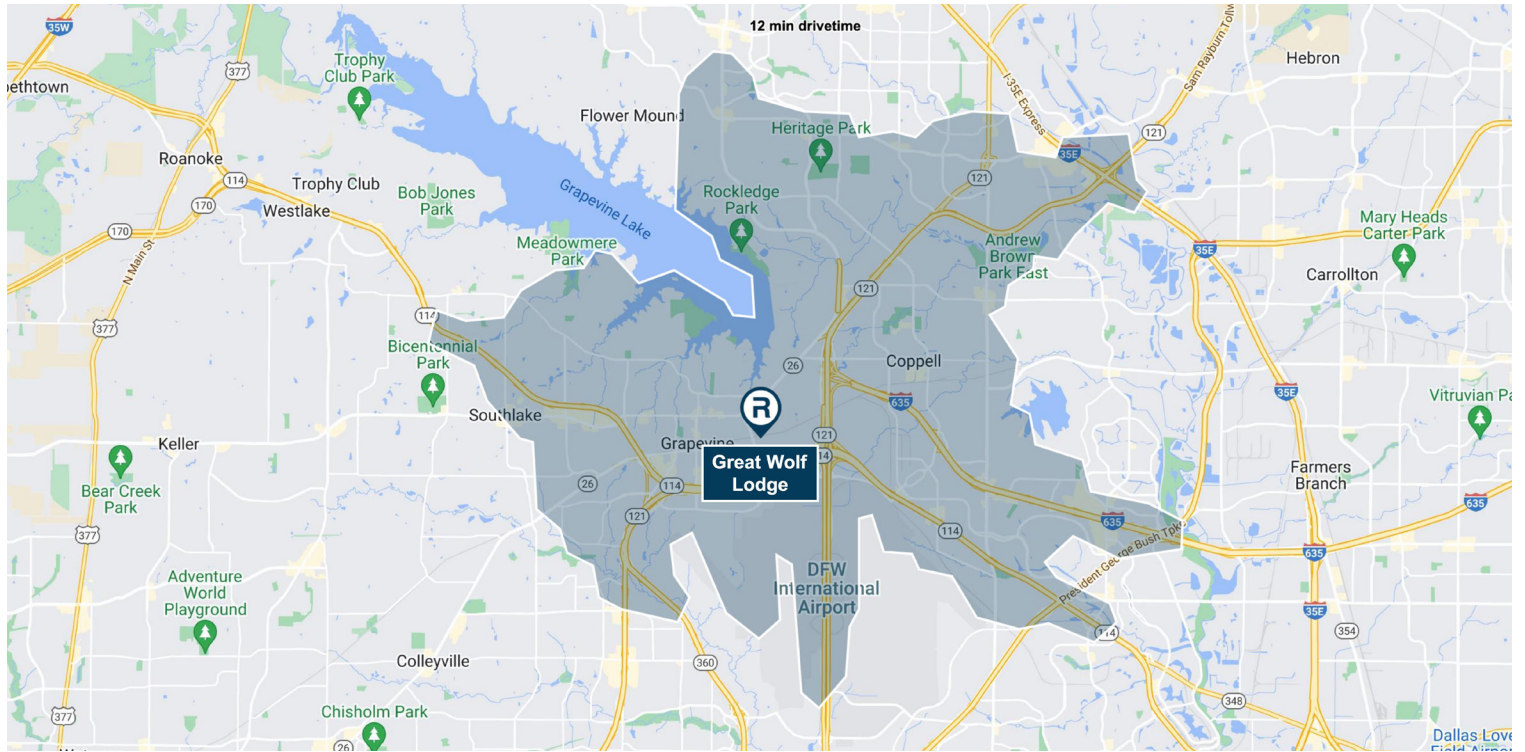 12 min drivetime
35W
377
Trophy
Club Park
Hebron
Sam Rayburn Tollw
I-35E Express
bethtown
Flower Mound
Heritage Park
121
35E
Roanoke
114
Trophy Club
Bob Jones
Park
Rockledge
Park
121
170
Westlake
Grapevine Lake
Mary Heads
Carter Park
170
N Main St
Meadowmere
Park
Andrew
Brown
Park East
35E
Carrollton
121
377
114
Bicentennial
Park
26
Coppell
35E
635
Vitruvian Pa
Southlake
R
Keller
Grapevine
121
14
Great Wolf
Lodge
Farmers
Branch
Bear Creek
Park
26
114
635
121
635
114
President George Bush Tpke
377
635
Adventure
World
Playground
DFW
International
Airport
35E
114
354
Colleyville
360
348
377
Chisholm Park
26
Dallas Love
Field Airpor